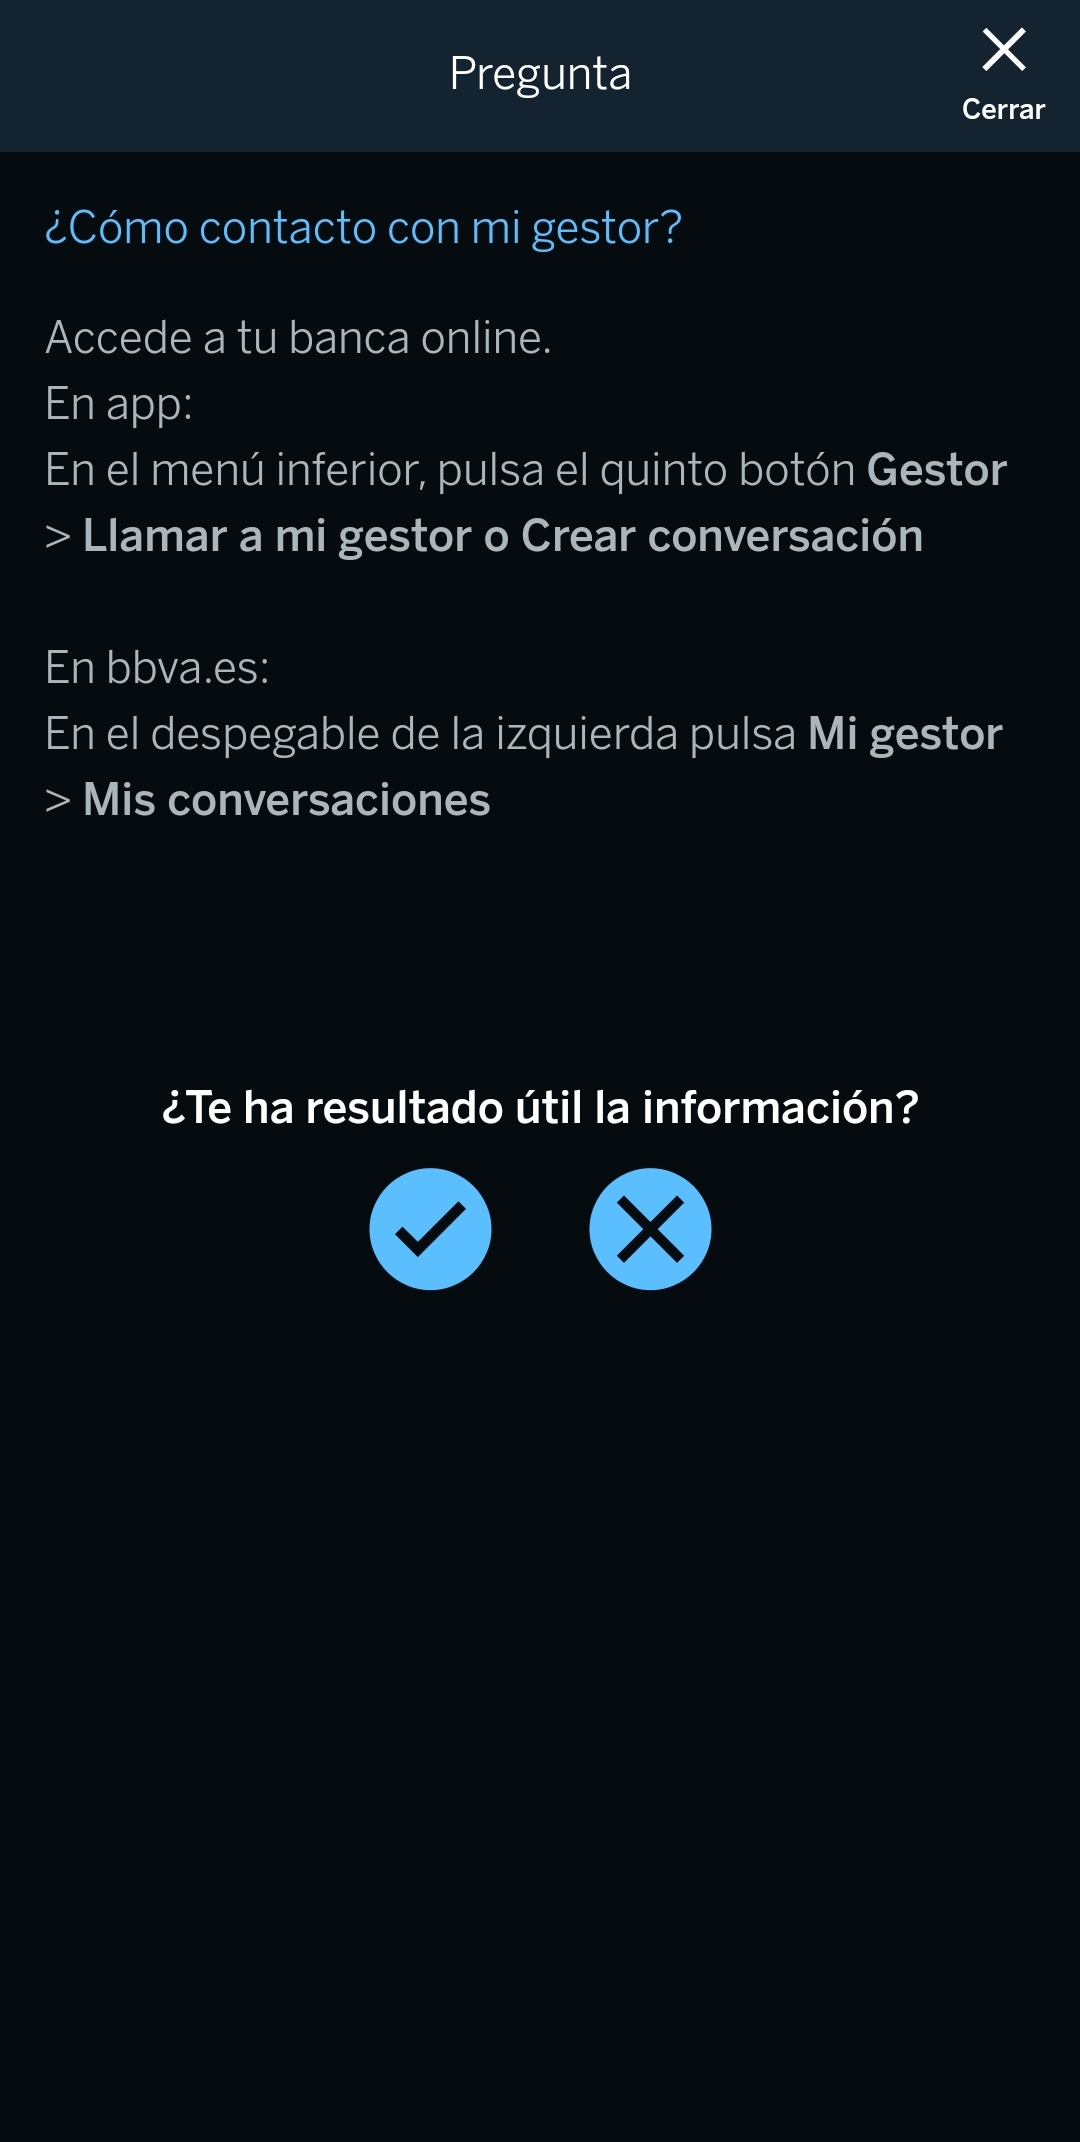 Pregunta
Cerrar
¿Cómo contacto con mi gestor?
Accede a tu banca online.
En app:
En el menú inferior, pulsa el quinto botón Gestor
> Llamar a mi gestor o Crear conversación
En bbva.es:
En el despegable de la izquierda pulsa Mi gestor
> Mis conversaciones
¿Te ha resultado útil la información?